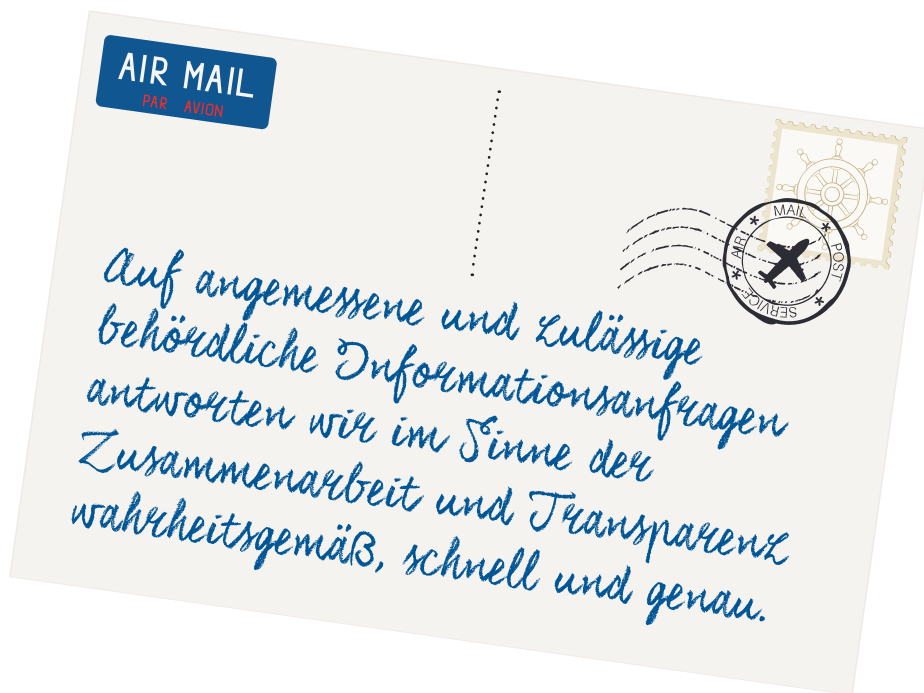 AIR MAIL
PAR AVION
MAIL
AIR
POST
SERVICE
Auf angemessene und zulässige
behördliche Informationsanfragen
antworten wir im Sinne der
Zusammenarbeit und Transparenz
wahrheitsgemäß, schnell und genau.